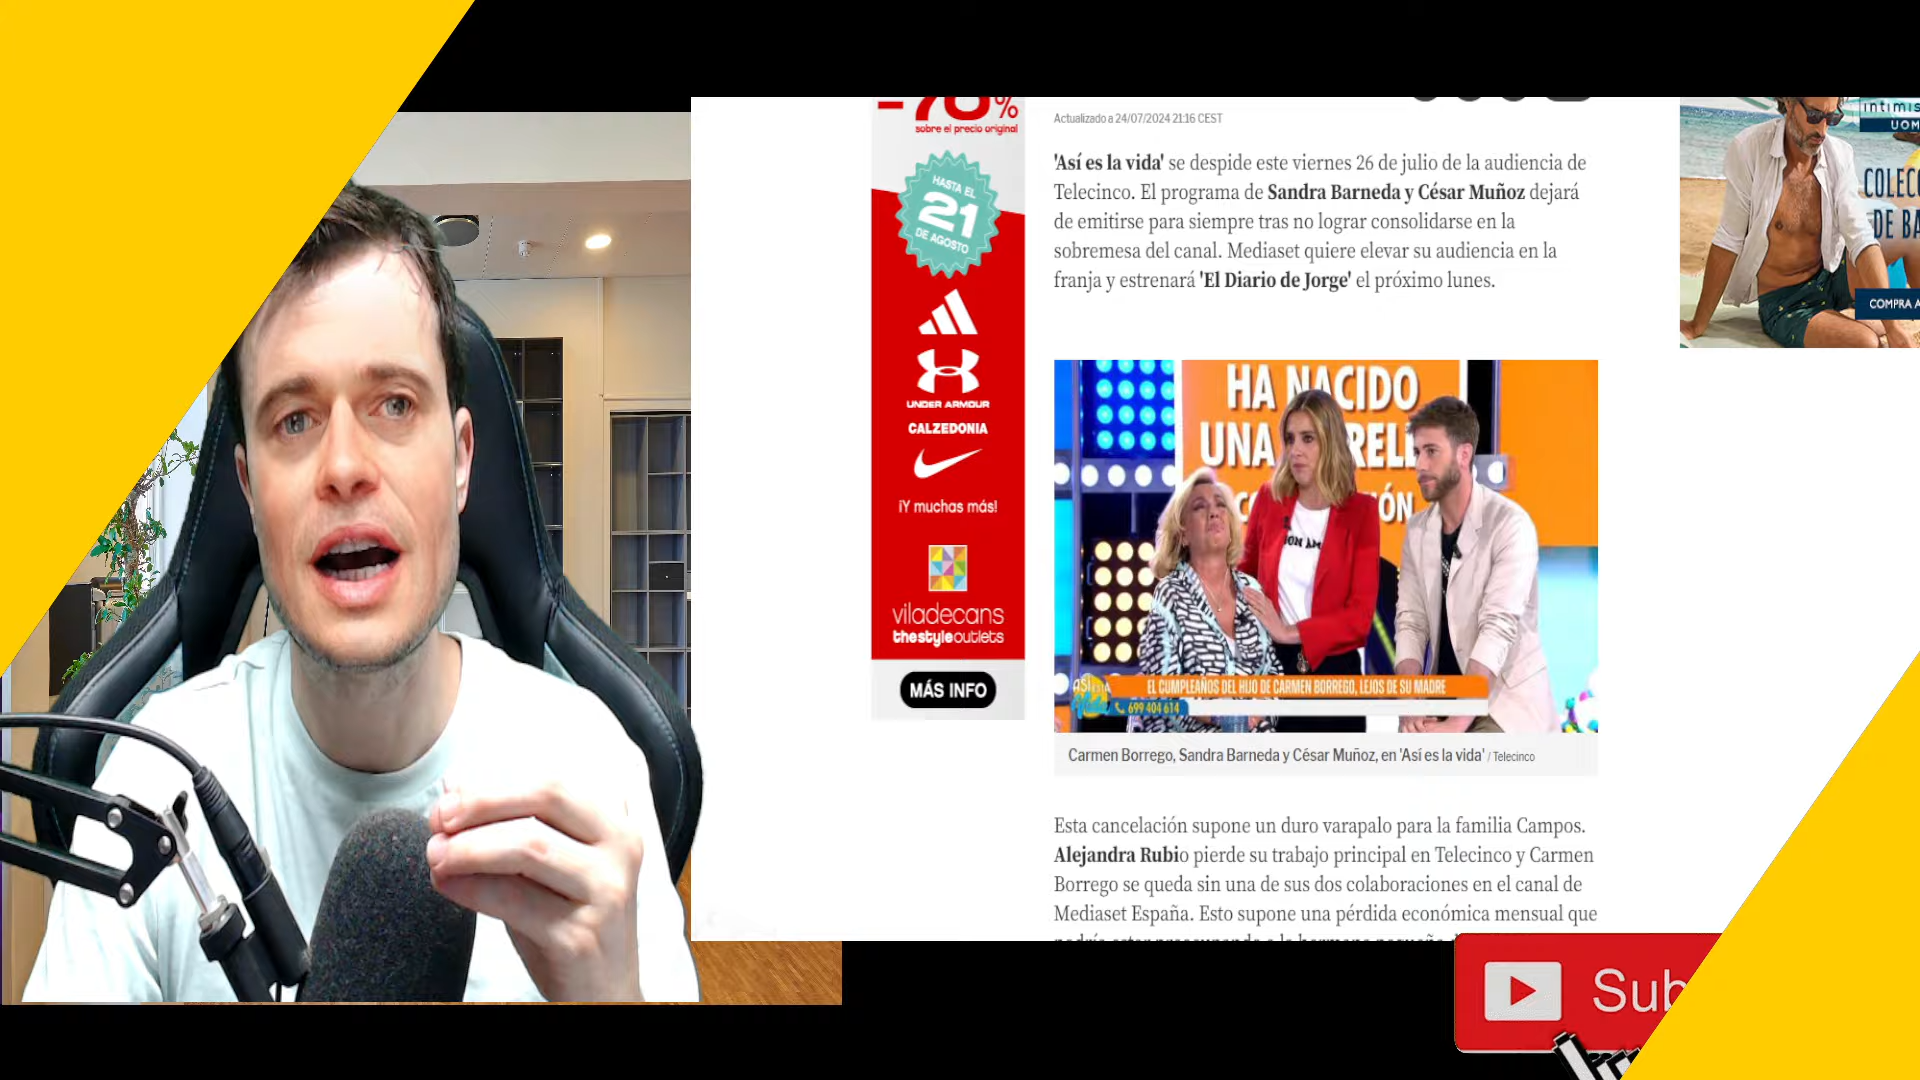 - 70%
sobre el precio original
HASTA EL
21
DE AGOSTO
UNDER ARMOUR
CALZEDONIA
¡Y muchas más!
viladecans
thestyleoutlets
MÁS INFO
Actualizado a 24/07/2024 21:16 CEST
'Así es la vida' se despide este viernes 26 de julio de la audiencia de
Telecinco. El programa de Sandra Barneda y César Muñoz dejará
de emitirse para siempre tras no lograr consolidarse en la
sobremesa del canal. Mediaset quiere elevar su audiencia en la
franja y estrenará 'El Diario de Jorge' el próximo lunes.
HA NACIDO
UNA
EL CUMPLEAÑOS DEL HIJO DE CARMEN BORREGO, LEJOS DE SU MADRE
699 404 614
Carmen Borrego, Sandra Barneda y César Muñoz, en 'Así es la vida' / Telecinco
Esta cancelación supone un duro varapalo para la familia Campos.
Alejandra Rubio pierde su trabajo principal en Telecinco y Carmen
Borrego se queda sin una de sus dos colaboraciones en el canal de
Mediaset España. Esto supone una pérdida económica mensual que
intimis
UOM
COLECC
DE BA
COMPRA A
Sub